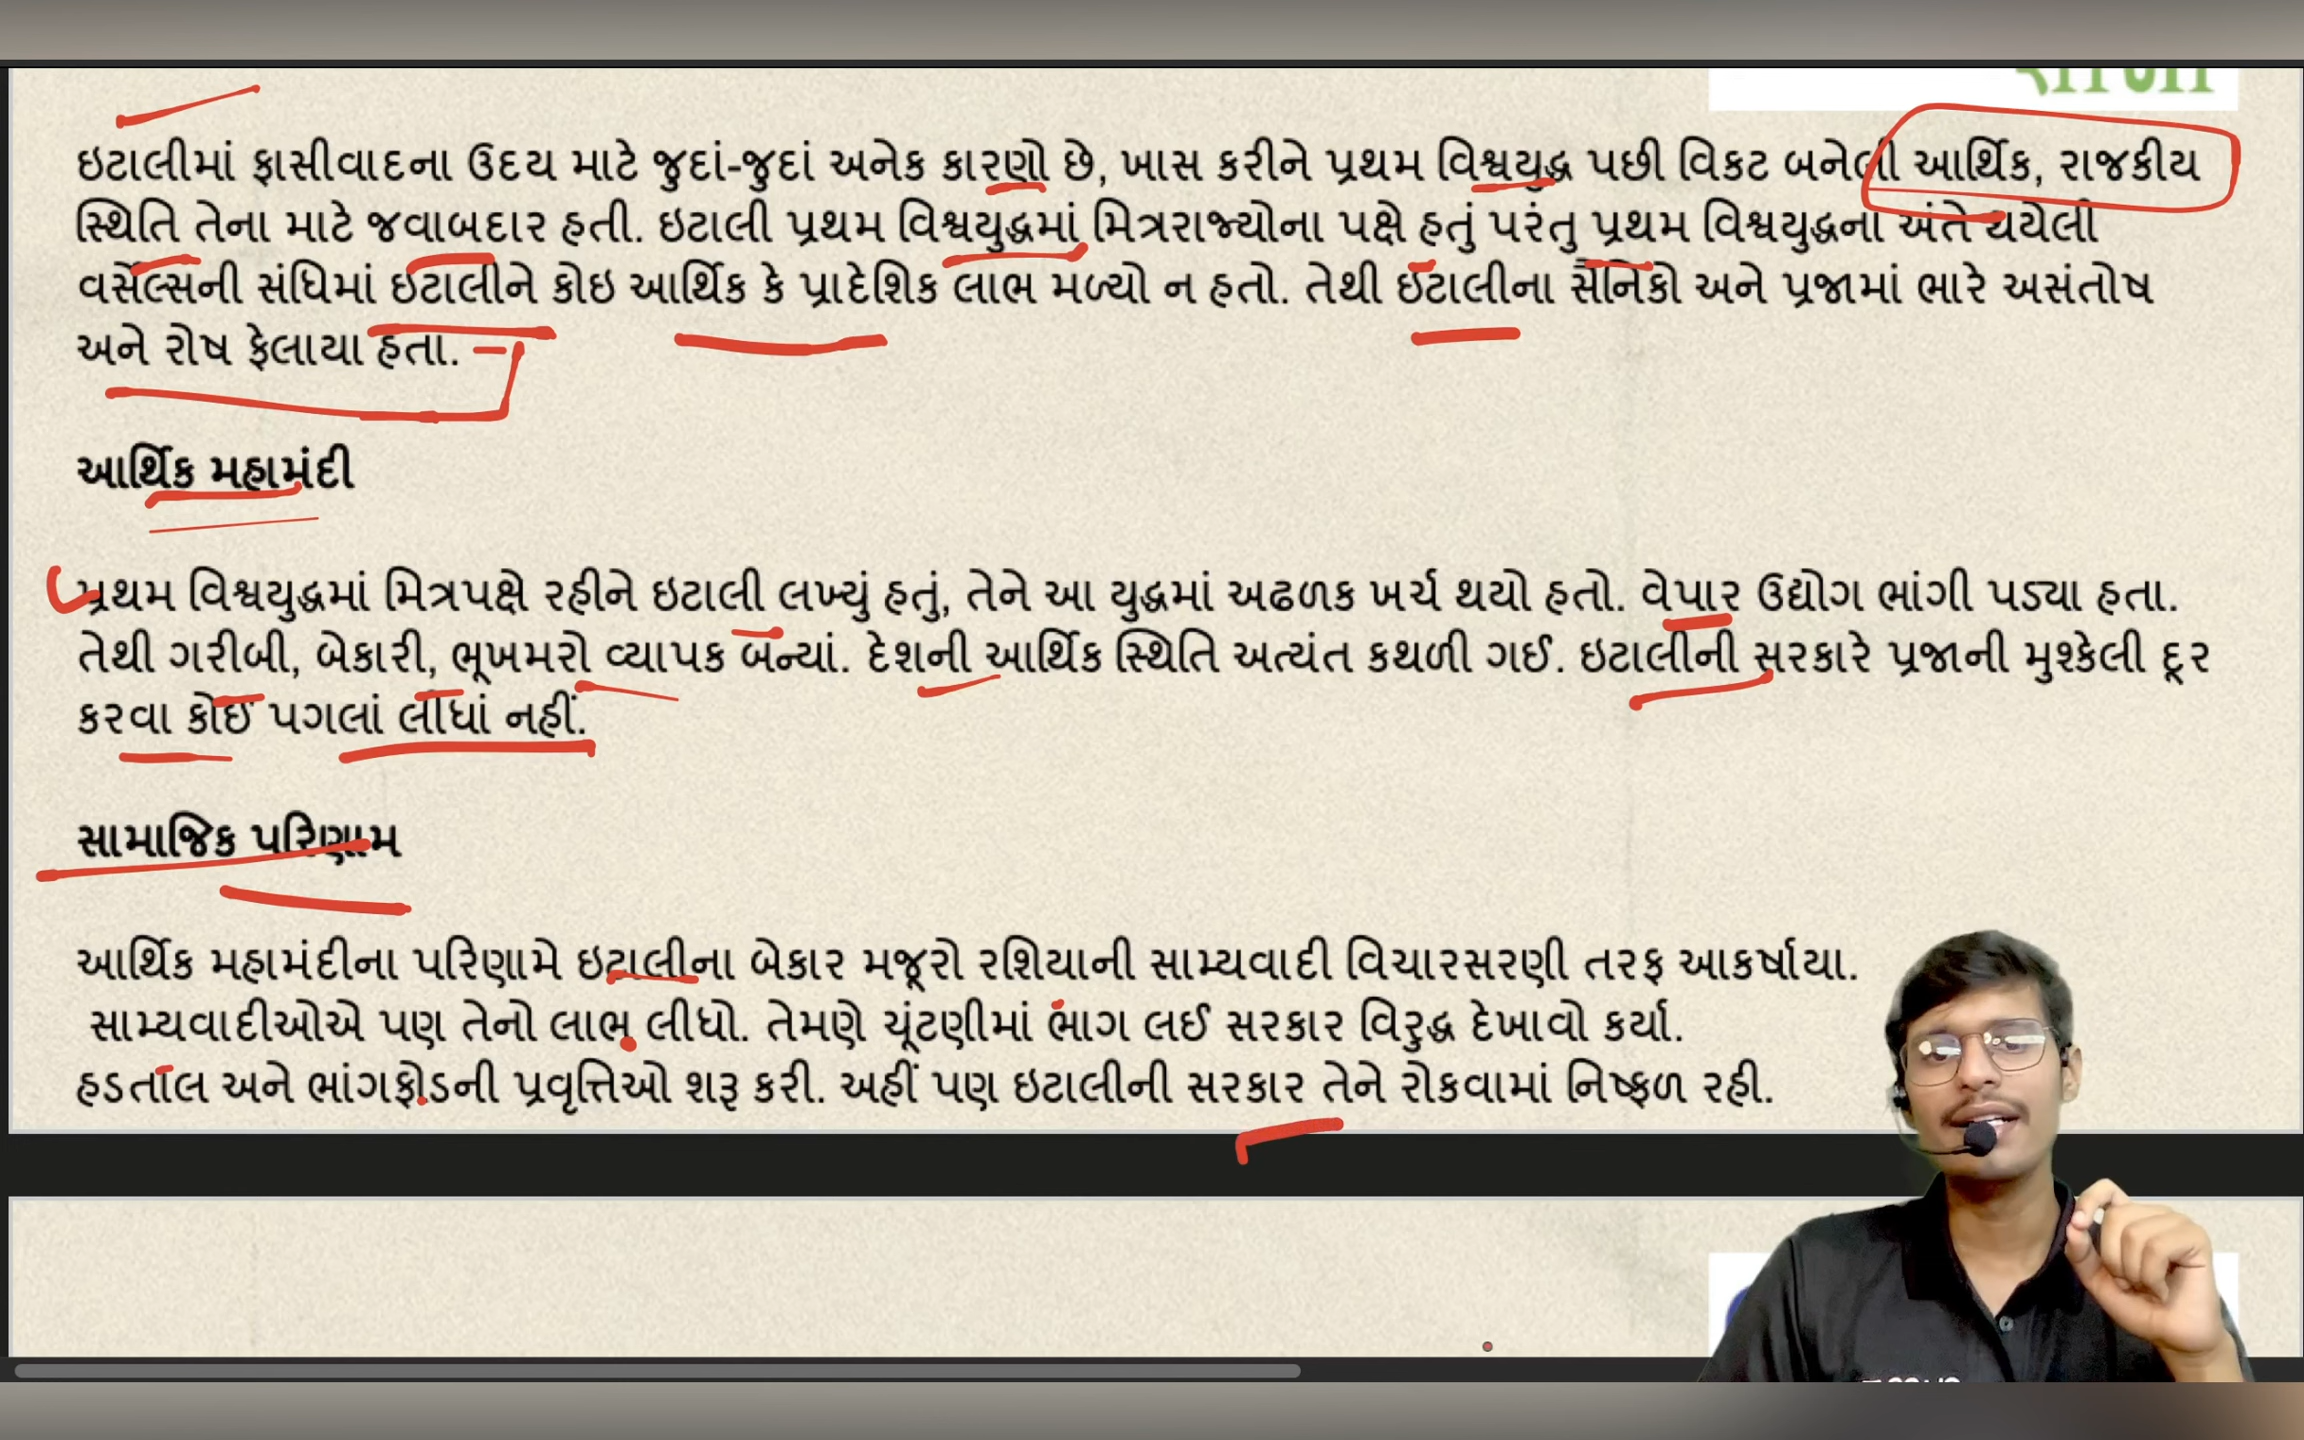 ઇટાલીમાં ફાસીવાદના ઉદય માટે જુદાં-જુદાં અનેક કારણો છે, ખાસ કરીને પ્રથમ વિશ્વયુદ્ધ પછી વિકટ બનેલી આર્થિક, રાજકીય
સ્થિતિ તેના માટે જવાબદાર હતી. ઇટાલી પ્રથમ વિશ્વયુદ્ધમાં મિત્રરાજ્યોના પક્ષે હતું પરંતુ પ્રથમ વિશ્વયુદ્ધના અંતે થયેલી
વર્સેલ્સની સંધિમાં ઇટાલીને કોઇ આર્થિક કે પ્રાદેશિક લાભ મળ્યો ન હતો. તેથી ઇટાલીના સૈનિકો અને પ્રજામાં ભારે અસંતોષ
અને રોષ ફેલાયા હતા.
આર્થિક મહામંદી
પ્રથમ વિશ્વયુદ્ધમાં મિત્રપક્ષે રહીને ઇટાલી લખ્યું હતું, તેને આ યુદ્ધમાં અઢળક ખર્ચ થયો હતો. વેપાર ઉદ્યોગ ભાંગી પડ્યા હતા.
તેથી ગરીબી, બેકારી, ભૂખમરો વ્યાપક બન્યાં. દેશની આર્થિક સ્થિતિ અત્યંત કથળી ગઈ. ઇટાલીની સરકારે પ્રજાની મુશ્કેલી દૂર
કરવા કોઈ પગલાં લીધાં નહીં.
સામાજિક પરિણામ
આર્થિક મહામંદીના પરિણામે ઇટાલીના બેકાર મજૂરો રશિયાની સામ્યવાદી વિચારસરણી તરફ આકર્ષાયા.
સામ્યવાદીઓએ પણ તેનો લાભ લીધો. તેમણે ચૂંટણીમાં ભાગ લઈ સરકાર વિરુદ્ધ દેખાવો કર્યા.
હડતાલ અને ભાંગફોડની પ્રવૃત્તિઓ શરૂ કરી. અહીં પણ ઇટાલીની સરકાર તેને રોકવામાં નિષ્ફળ રહી.